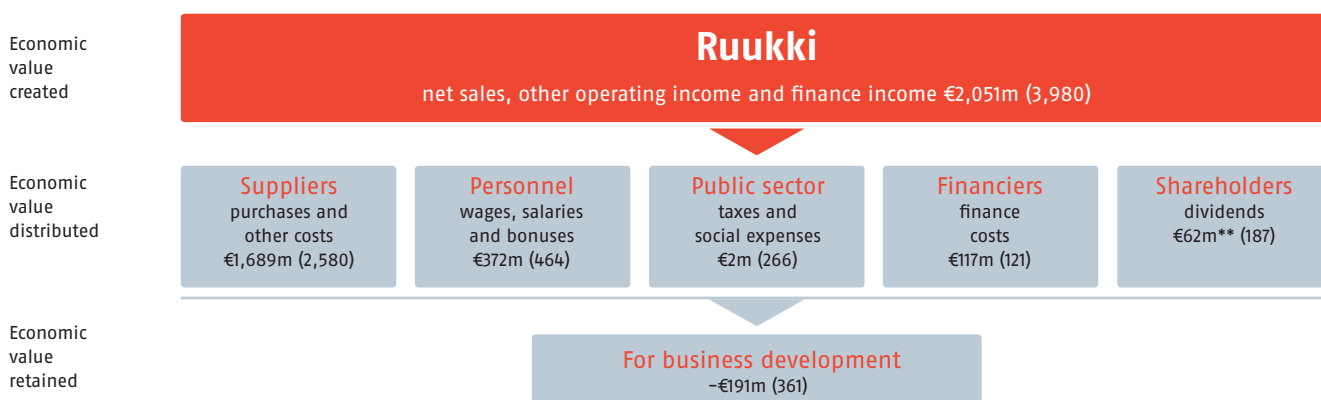 Economic
value
created
Ruukki
net sales, other operating income and finance income €2,051m (3,980)
Economic
value
distributed
Suppliers
purchases and
other costs
€1,689m (2,580)
Personnel
wages, salaries
and bonuses
€372m (464)
Public sector
taxes and
social expenses
€2m (266)
Financiers
finance
costs
€117m (121)
Shareholders
dividends
€62m** (187)
Economic
value
retained
For business development
-€191m (361)